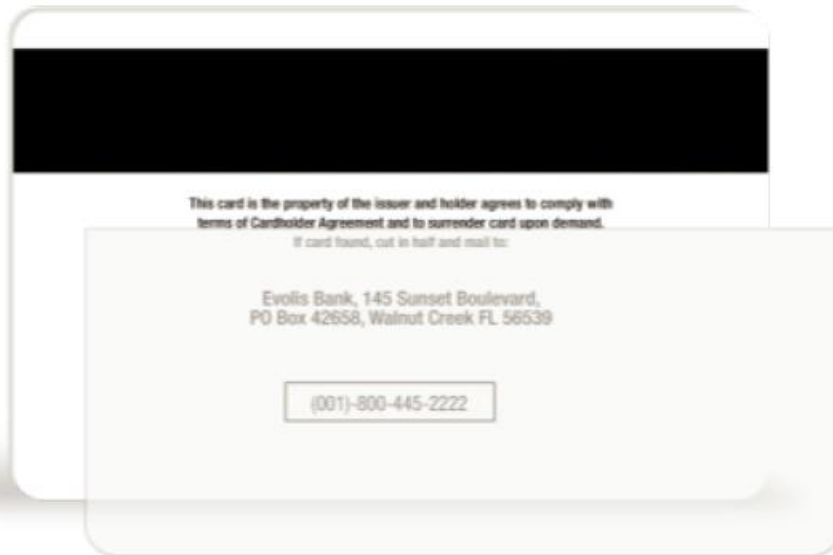 This card is the property of the issuer and holder agrees to comply with
terms of Cardholder Agreement and to surrender card upon demand.
If card found, cut in half and mail to:
Evolis Bank, 145 Sunset Boulevard,
PO Box 42658, Walnut Creek FL 56539
(001)-800-445-2222